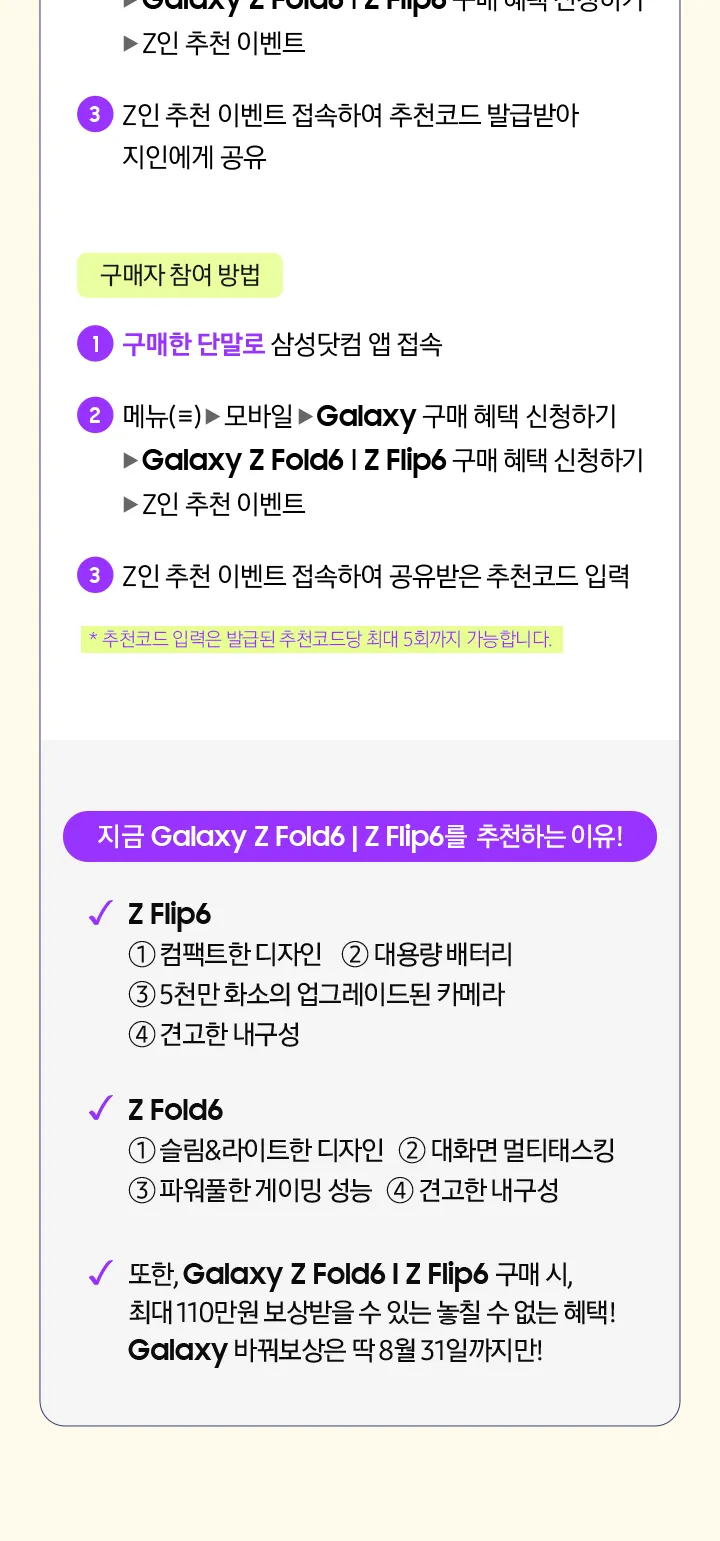 ▶Galaxy Z Fold6 l Z Flip6 구매 혜택 신청하기
▶Z인 추천 이벤트
3 Z인 추천 이벤트 접속하여 추천코드 발급받아
지인에게 공유
구매자 참여 방법
1 구매한 단말로 삼성닷컴 앱 접속
2 메뉴(≡)▶모바일▶Galaxy 구매 혜택 신청하기
▶Galaxy Z Fold6 l Z Flip6 구매 혜택 신청하기
▶Z인 추천 이벤트
3 Z인 추천 이벤트 접속하여 공유받은 추천코드 입력
* 추천코드 입력은 발급된 추천코드당 최대 5회까지 가능합니다.
지금 Galaxy Z Fold6 | Z Flip6를 추천하는 이유!
✓ Z Flip6
① 컴팩트한 디자인 ② 대용량 배터리
③ 5천만 화소의 업그레이드된 카메라
④ 견고한 내구성
✓ Z Fold6
① 슬림&라이트한 디자인 ② 대화면 멀티태스킹
③ 파워풀한 게이밍 성능 ④ 견고한 내구성
✓ 또한, Galaxy Z Fold6 l Z Flip6 구매 시,
최대 110만원 보상받을 수 있는 놓칠 수 없는 혜택!
Galaxy 바꿔보상은 딱 8월 31일까지만!